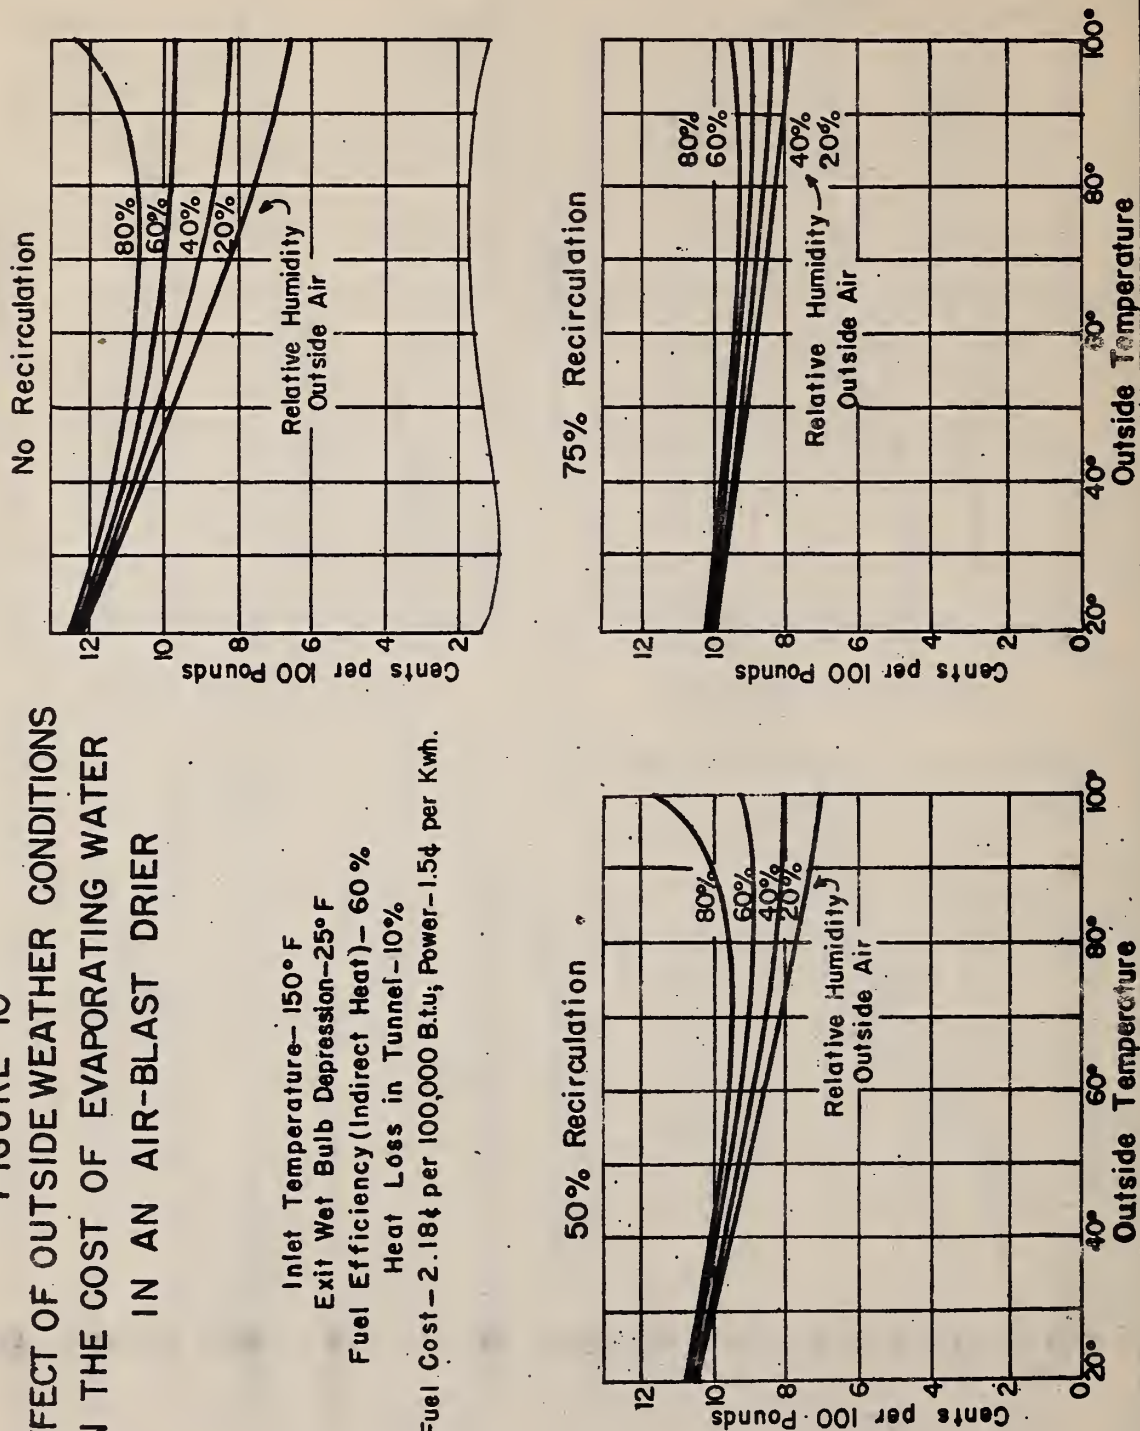 FFECT OF OUTSIDE WEATHER CONDITIONS
N THE COST OF EVAPORATING WATER
IN AN AIR-BLAST DRIER
Inlet Temperature–150° F
Exit Wet Bulb Depression–25° F
Fuel Efficiency (Indirect Heat)–60%
Heat Loss in Tunnel–10%
Fuel Cost–2.18¢ per 100,000 B.t.u; Power–1.5¢ per Kwh.
No Recirculation
Cents per 100 Pounds
12
10
8
6
4
2
80%
60%
40%
20%
Relative Humidity
Outside Air
50% Recirculation
Cents per 100 Pounds
12
10
8
6
4
2
0
80%
60%
40%
20%
Relative Humidity
Outside Air
20° 40° 60° 80° 100°
Outside Temperature
75% Recirculation
Cents per 100 Pounds
12
10
8
6
4
2
0
80%
60%
40%
20%
Relative Humidity
Outside Air
20° 40° 60° 80° 100°
Outside Temperature